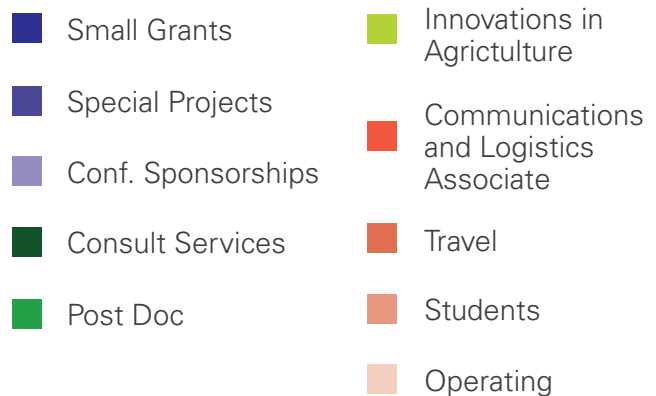 Small Grants
Special Projects
Conf. Sponsorships
Consult Services
Post Doc
Innovations in
Agrictulture
Communications
and Logistics
Associate
Travel
Students
Operating